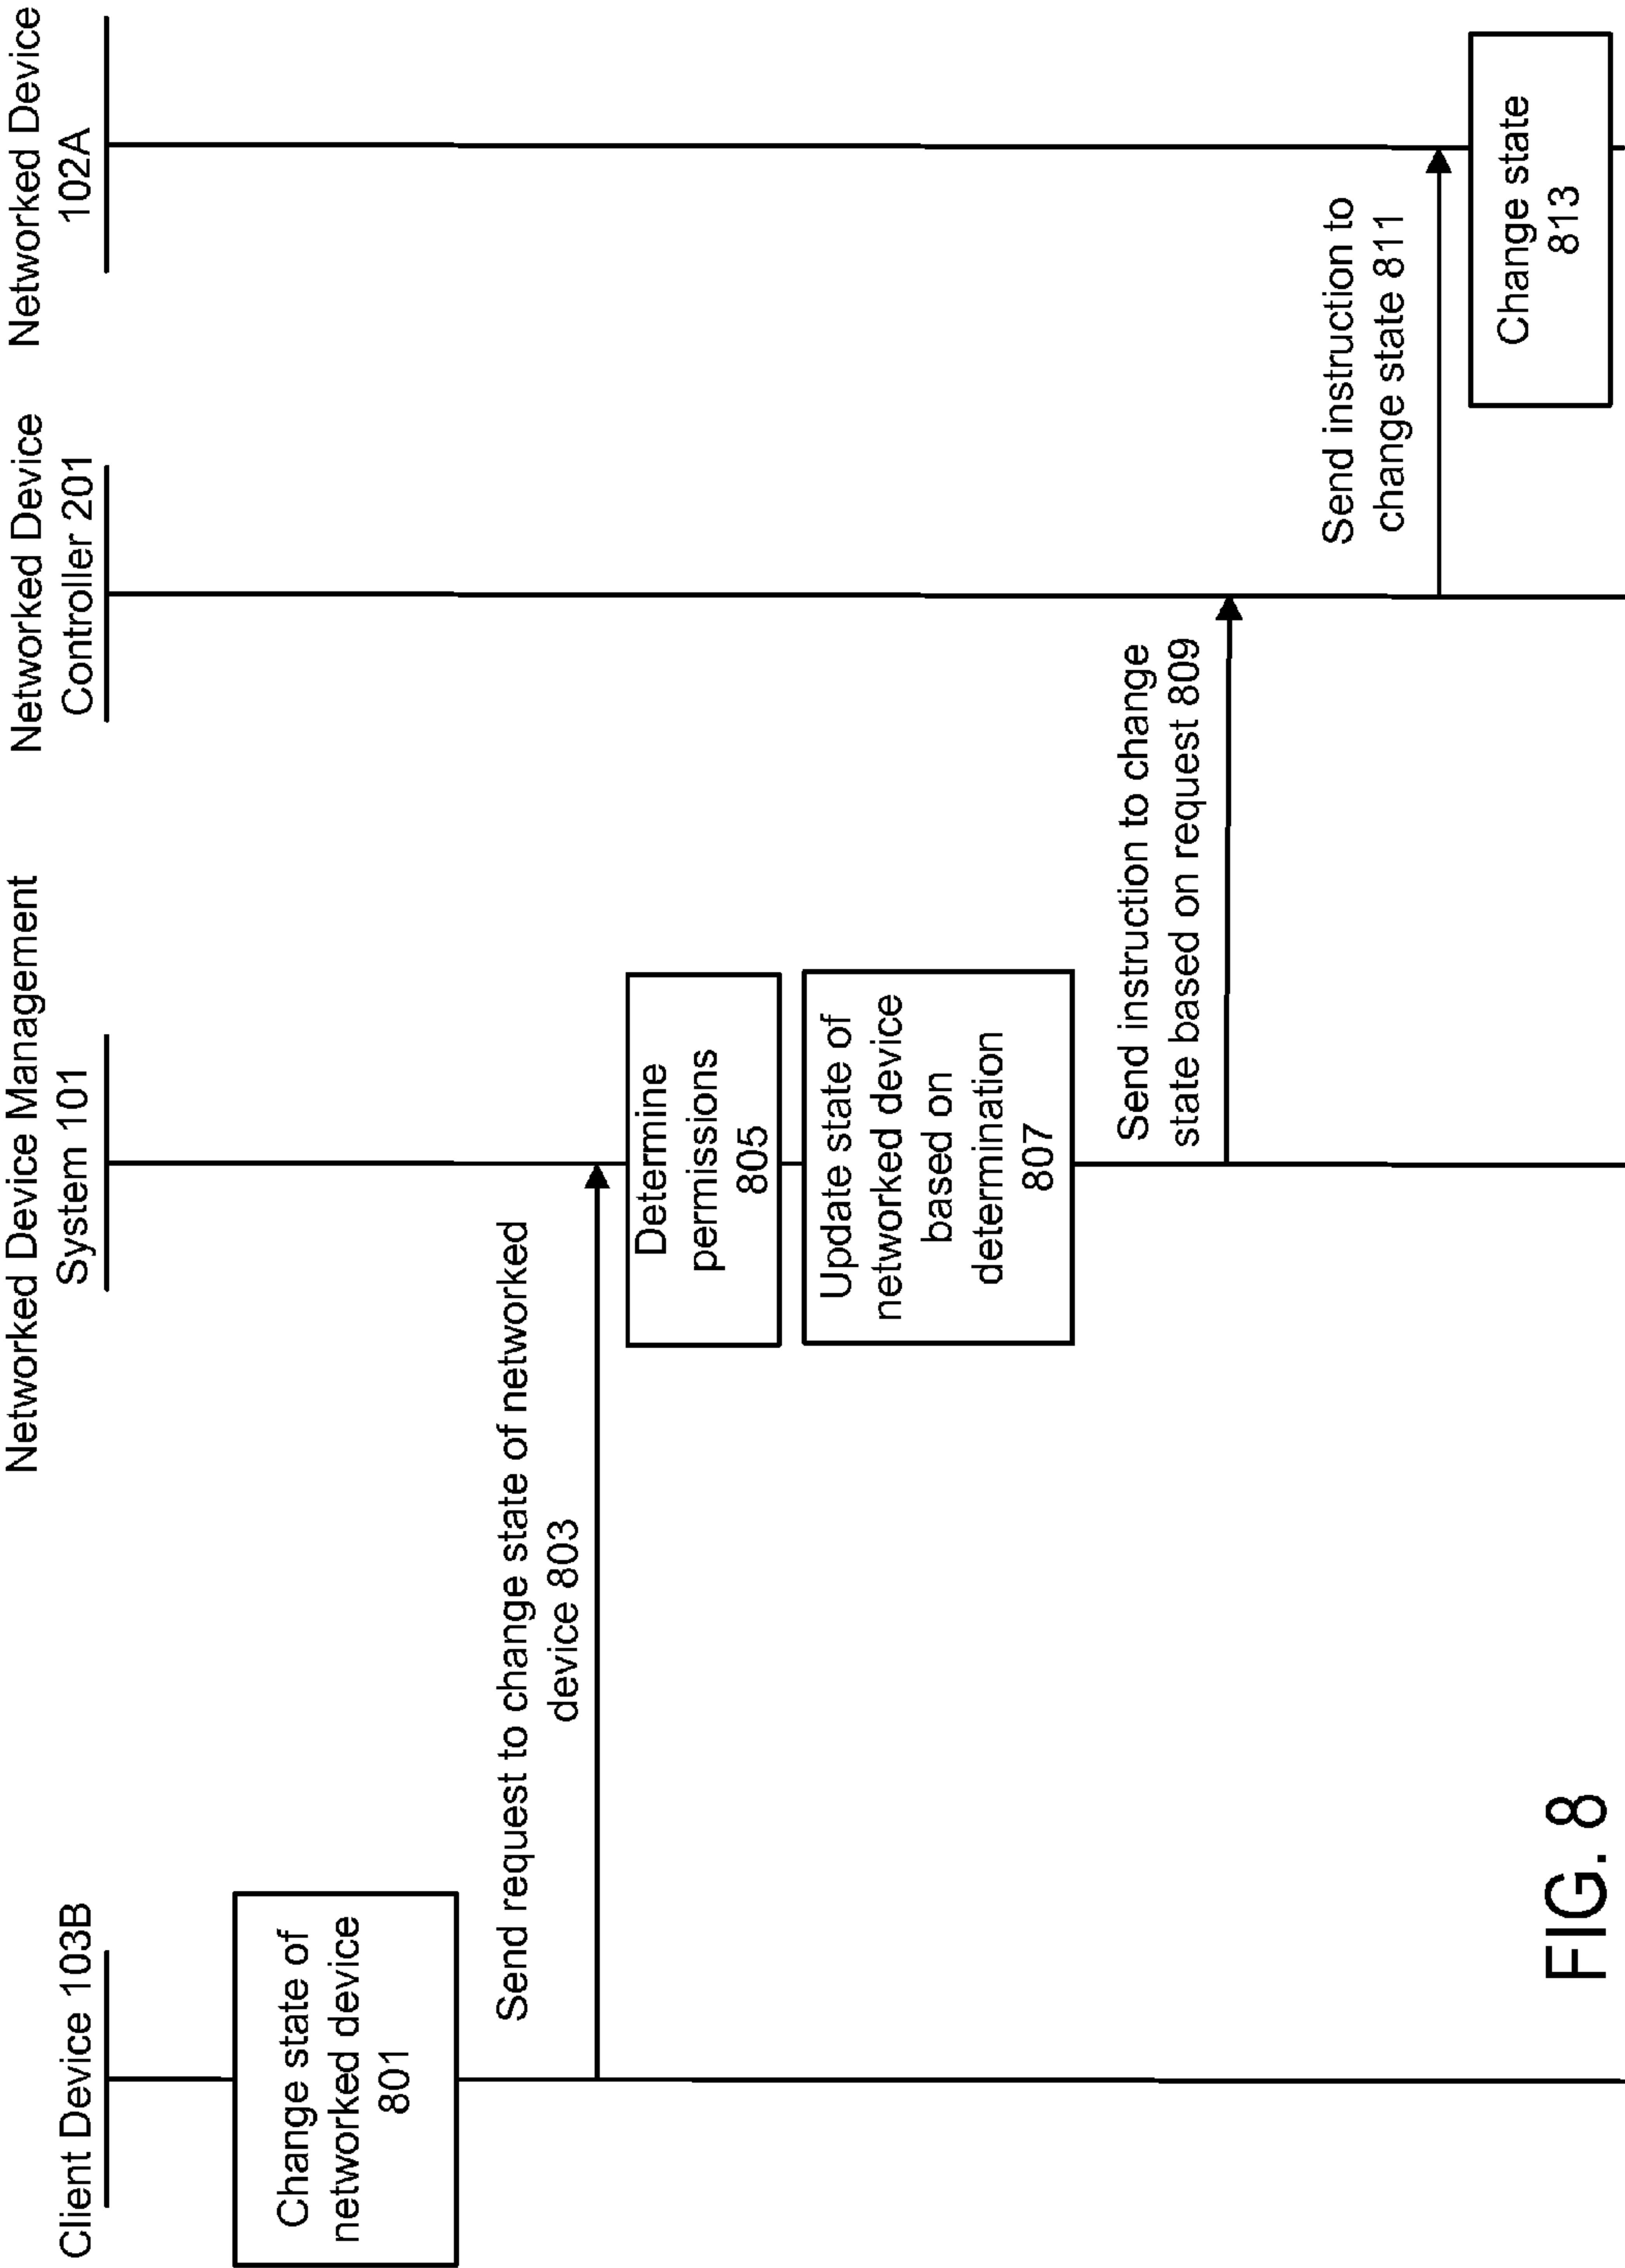 Client Device 103B
Networked Device Management
System 101
Networked Device
Controller 201
Networked Device
102A
Change state of
networked device
801
Send request to change state of networked
device 803
Determine
permissions
805
Update state of
networked device
based on
determination
807
Send instruction to change
state based on request 809
Send instruction to
change state 811
Change state
813
FIG. 8